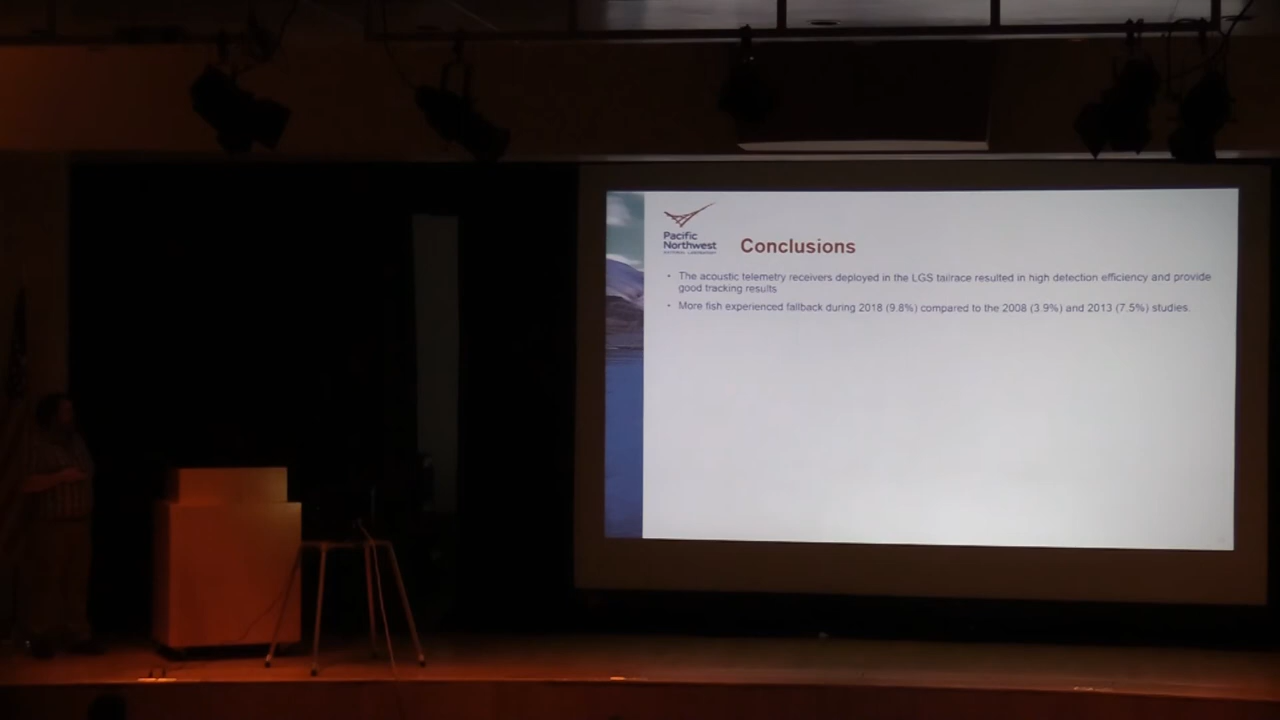 Pacific
Northwest
NATIONAL LABORATORY
Conclusions
• The acoustic telemetry receivers deployed in the LGS tailrace resulted in high detection efficiency and provide
good tracking results
• More fish experienced fallback during 2018 (9.8%) compared to the 2008 (3.9%) and 2013 (7.5%) studies.